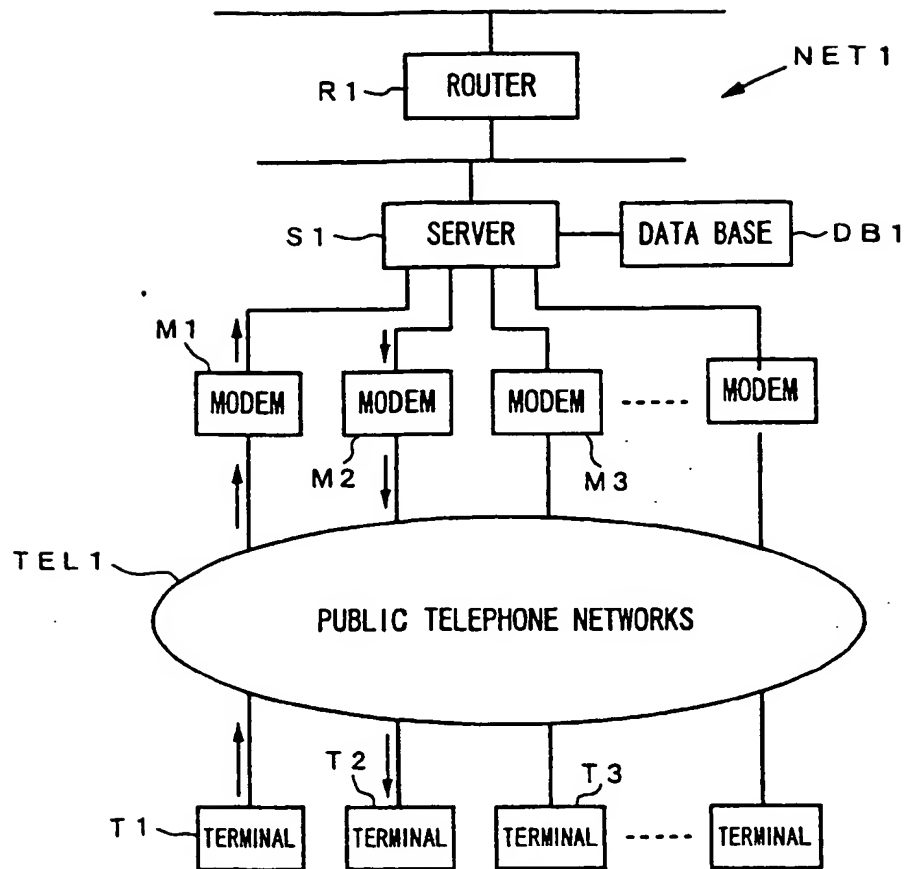 NET1
R1 ROUTER
S1 SERVER DATA BASE DB1
M1
MODEM MODEM MODEM MODEM
M2 M3
TEL1
PUBLIC TELEPHONE NETWORKS
T2 T3
T1 TERMINAL TERMINAL TERMINAL TERMINAL